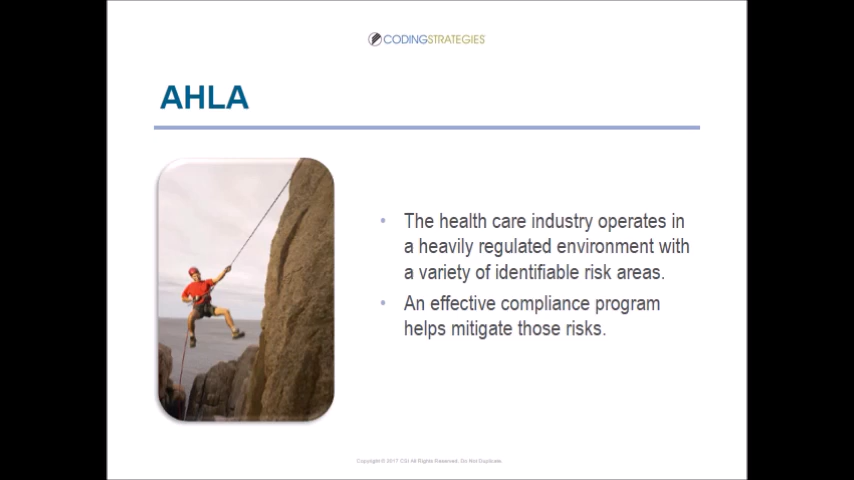 CODINGSTRATEGIES
AHLA
• The health care industry operates in
a heavily regulated environment with
a variety of identifiable risk areas.
• An effective compliance program
helps mitigate those risks.
Copyright © 2017 CSI All Rights Reserved. Do Not Duplicate.